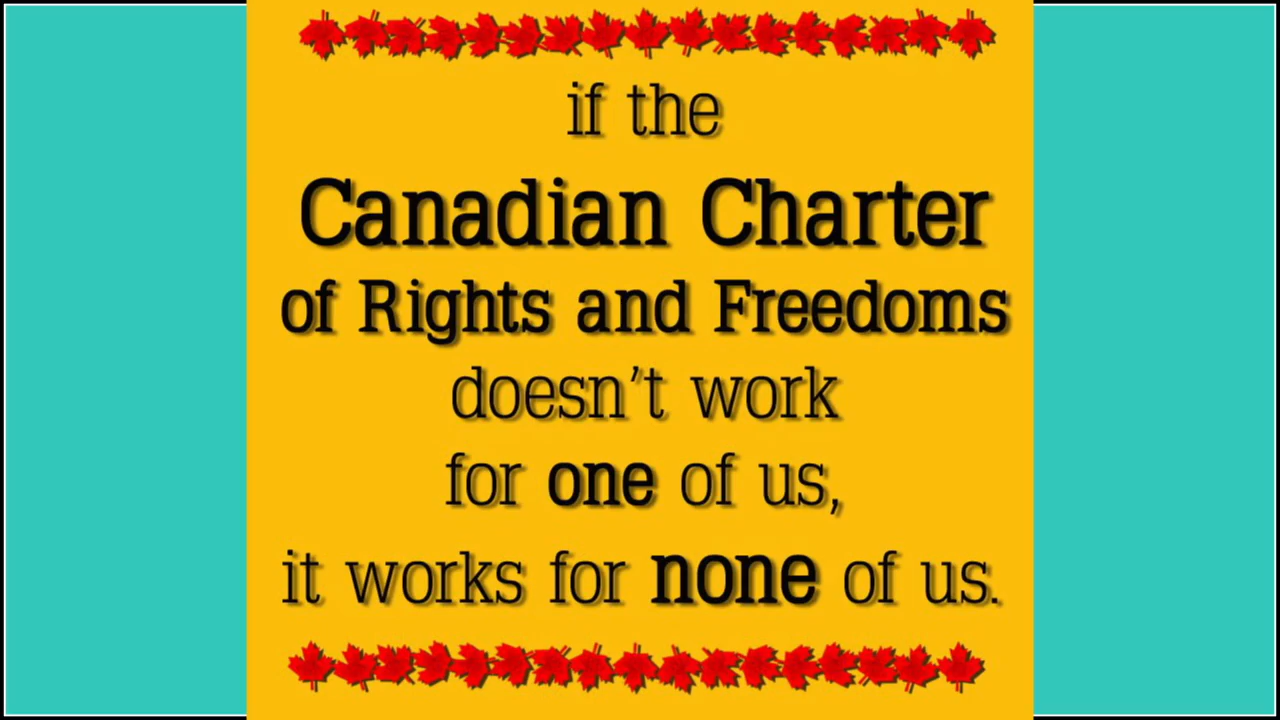 if the
Canadian Charter
of Rights and Freedoms
doesn't work
for one of us,
it works for none of us.